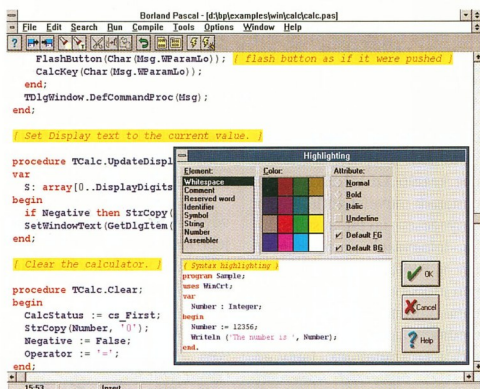 Borland Pascal - [d:\bp\examples\win\calc\calc.pas]
File Edit Search Run Compile Tools Options Window Help
FlashButton(Char(Msg.WParamLo)); { flash button as if it were pushed }
CalcKey(Char(Msg.WParamLo));
end;
TDlgWindow.DefCommandProc(Msg);
end;
{ Set Display text to the current value. }
procedure TCalc.UpdateDispl
var
S: array[0..DisplayDigits
begin
if Negative then StrCopy(
SetWindowText(GetDlgItem(
end;
{ Clear the calculator. }
procedure TCalc.Clear;
begin
CalcStatus := cs_First;
StrCopy(Number, '0');
Negative := False;
Operator := '=';
end;
15:53 Insert
Highlighting
Element:
Whitespace
Comment
Reserved word
Identifier
Symbol
String
Number
Assembler
Color:
Attribute:
Normal
Bold
Italic
Underline
Default FG
Default BG
{ Syntax highlighting }
program Sample;
uses WinCrt;
var
Number : Integer;
begin
Number := 12356;
Writeln ('The number is ', Number);
end.
OK
Cancel
? Help